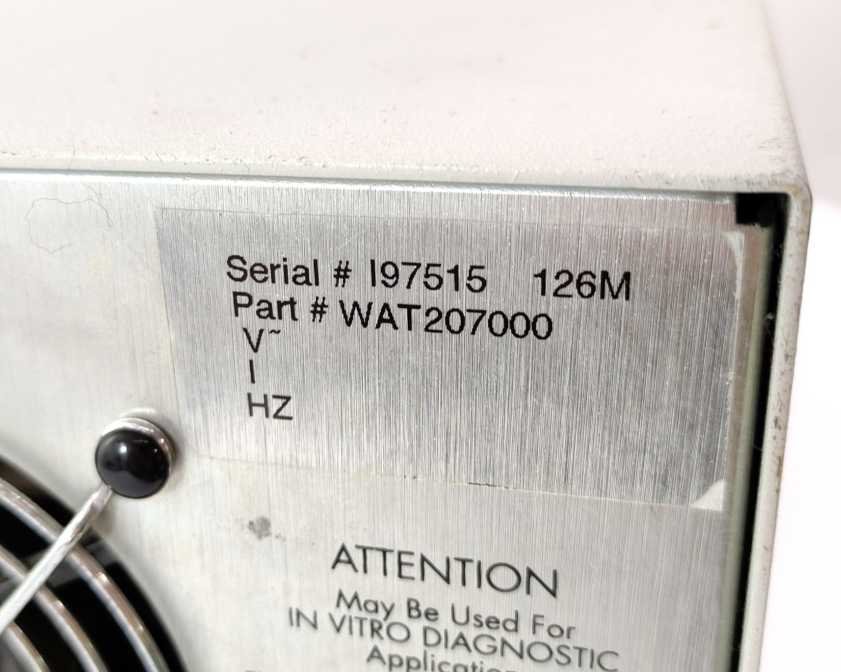 Serial # I97515 126M
Part # WAT207000
V~
I
HZ
ATTENTION
May Be Used For
IN VITRO DIAGNOSTIC